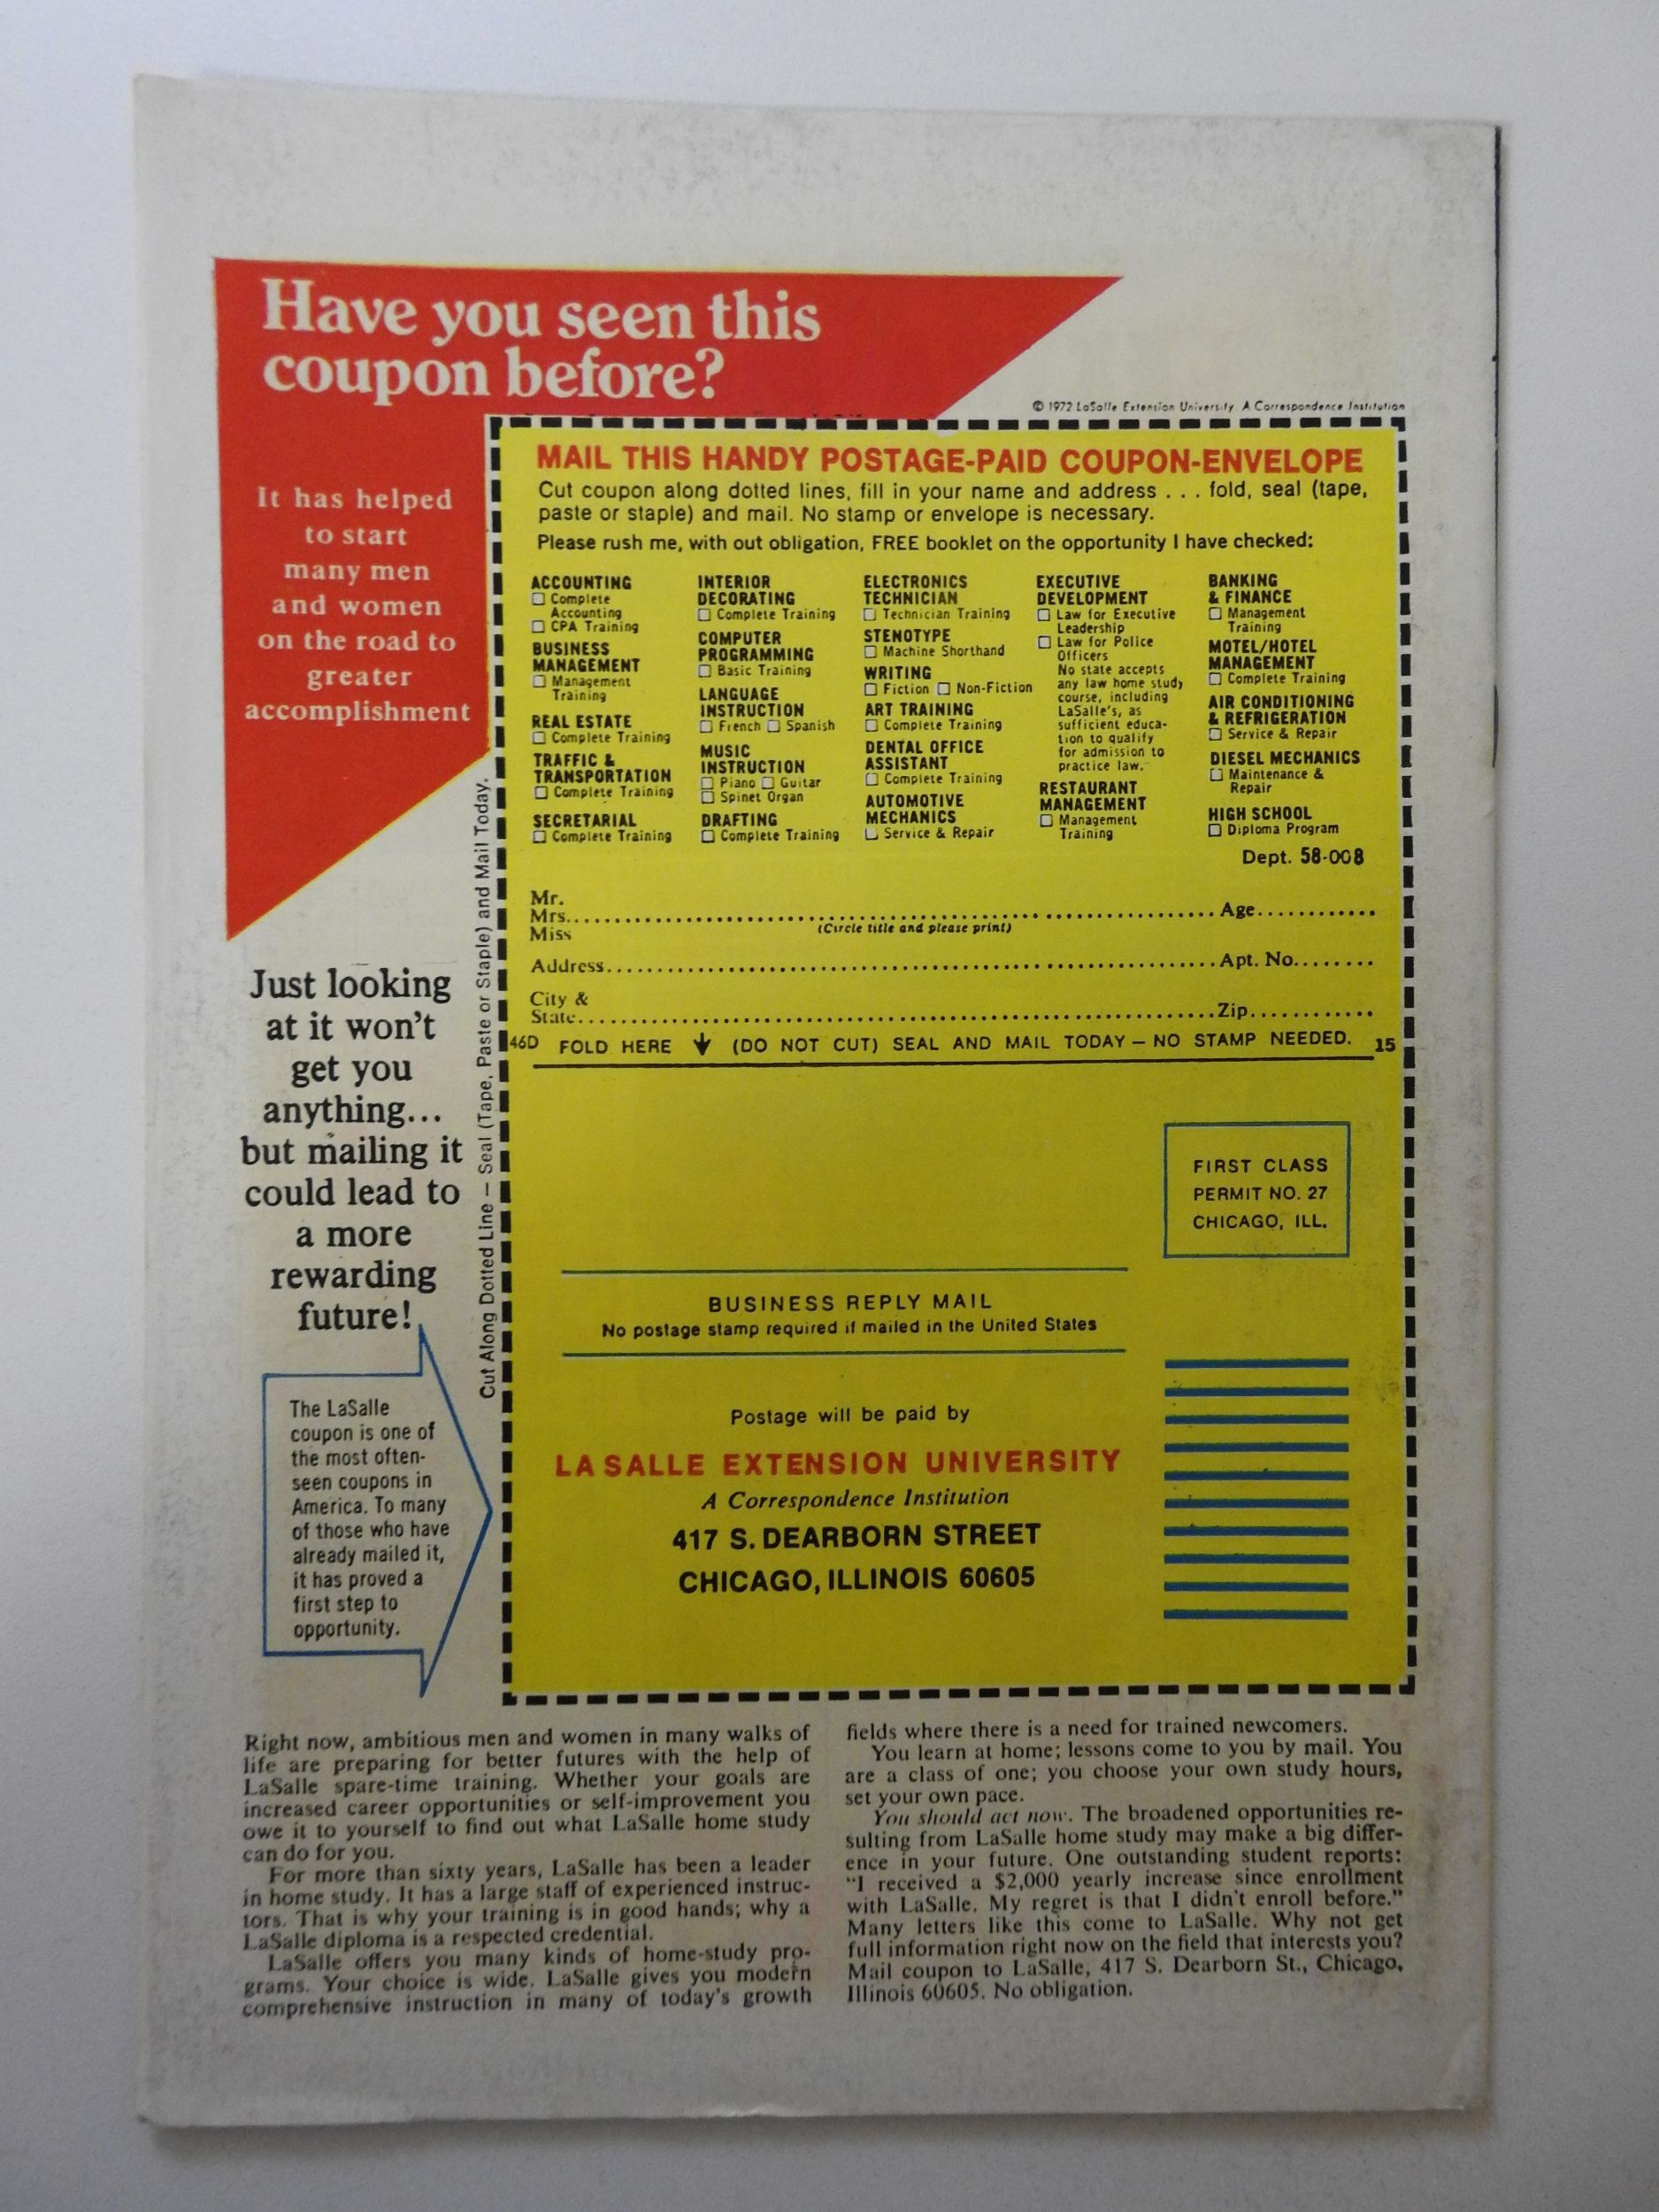 Have you seen this
coupon before?
© 1972 LaSalle Extension University A Correspondence Institution
It has helped
to start
many men
and women
on the road to
greater
accomplishment
Just looking
at it won't
get you
anything...
but mailing it
could lead to
a more
rewarding
future!
The LaSalle
coupon is one of
the most often-
seen coupons in
America. To many
of those who have
already mailed it,
it has proved a
first step to
opportunity.
Cut Along Dotted Line — Seal (Tape, Paste or Staple) and Mail Today.
MAIL THIS HANDY POSTAGE-PAID COUPON-ENVELOPE
Cut coupon along dotted lines, fill in your name and address . . . fold, seal (tape,
paste or staple) and mail. No stamp or envelope is necessary.
Please rush me, with out obligation, FREE booklet on the opportunity I have checked:
ACCOUNTING
☐ Complete
Accounting
☐ CPA Training
BUSINESS
MANAGEMENT
☐ Management
Training
REAL ESTATE
☐ Complete Training
TRAFFIC &
TRANSPORTATION
☐ Complete Training
SECRETARIAL
☐ Complete Training
INTERIOR
DECORATING
☐ Complete Training
COMPUTER
PROGRAMMING
☐ Basic Training
LANGUAGE
INSTRUCTION
☐ French ☐ Spanish
MUSIC
INSTRUCTION
☐ Piano ☐ Guitar
☐ Spinet Organ
DRAFTING
☐ Complete Training
ELECTRONICS
TECHNICIAN
☐ Technician Training
STENOTYPE
☐ Machine Shorthand
WRITING
☐ Fiction ☐ Non-Fiction
ART TRAINING
☐ Complete Training
DENTAL OFFICE
ASSISTANT
☐ Complete Training
AUTOMOTIVE
MECHANICS
☐ Service & Repair
EXECUTIVE
DEVELOPMENT
☐ Law for Executive
Leadership
☐ Law for Police
Officers
No state accepts
any law home study
course, including
LaSalle's, as
sufficient educa-
tion to qualify
for admission to
practice law.
RESTAURANT
MANAGEMENT
☐ Management
Training
BANKING
& FINANCE
☐ Management
Training
MOTEL/HOTEL
MANAGEMENT
☐ Complete Training
AIR CONDITIONING
& REFRIGERATION
☐ Service & Repair
DIESEL MECHANICS
☐ Maintenance &
Repair
HIGH SCHOOL
☐ Diploma Program
Dept. 58-008
Mr.
Mrs. Age
Miss (Circle title and please print)
Address Apt. No.
City &
State Zip
46D FOLD HERE ↓ (DO NOT CUT) SEAL AND MAIL TODAY — NO STAMP NEEDED. 15
FIRST CLASS
PERMIT NO. 27
CHICAGO, ILL.
BUSINESS REPLY MAIL
No postage stamp required if mailed in the United States
Postage will be paid by
LA SALLE EXTENSION UNIVERSITY
A Correspondence Institution
417 S. DEARBORN STREET
CHICAGO, ILLINOIS 60605
Right now, ambitious men and women in many walks of
life are preparing for better futures with the help of
LaSalle spare-time training. Whether your goals are
increased career opportunities or self-improvement you
owe it to yourself to find out what LaSalle home study
can do for you.
For more than sixty years, LaSalle has been a leader
in home study. It has a large staff of experienced instruc-
tors. That is why your training is in good hands; why a
LaSalle diploma is a respected credential.
LaSalle offers you many kinds of home-study pro-
grams. Your choice is wide. LaSalle gives you modern
comprehensive instruction in many of today's growth
fields where there is a need for trained newcomers.
You learn at home; lessons come to you by mail. You
are a class of one; you choose your own study hours,
set your own pace.
You should act now. The broadened opportunities re-
sulting from LaSalle home study may make a big differ-
ence in your future. One outstanding student reports:
"I received a $2,000 yearly increase since enrollment
with LaSalle. My regret is that I didn't enroll before."
Many letters like this come to LaSalle. Why not get
full information right now on the field that interests you?
Mail coupon to LaSalle, 417 S. Dearborn St., Chicago,
Illinois 60605. No obligation.